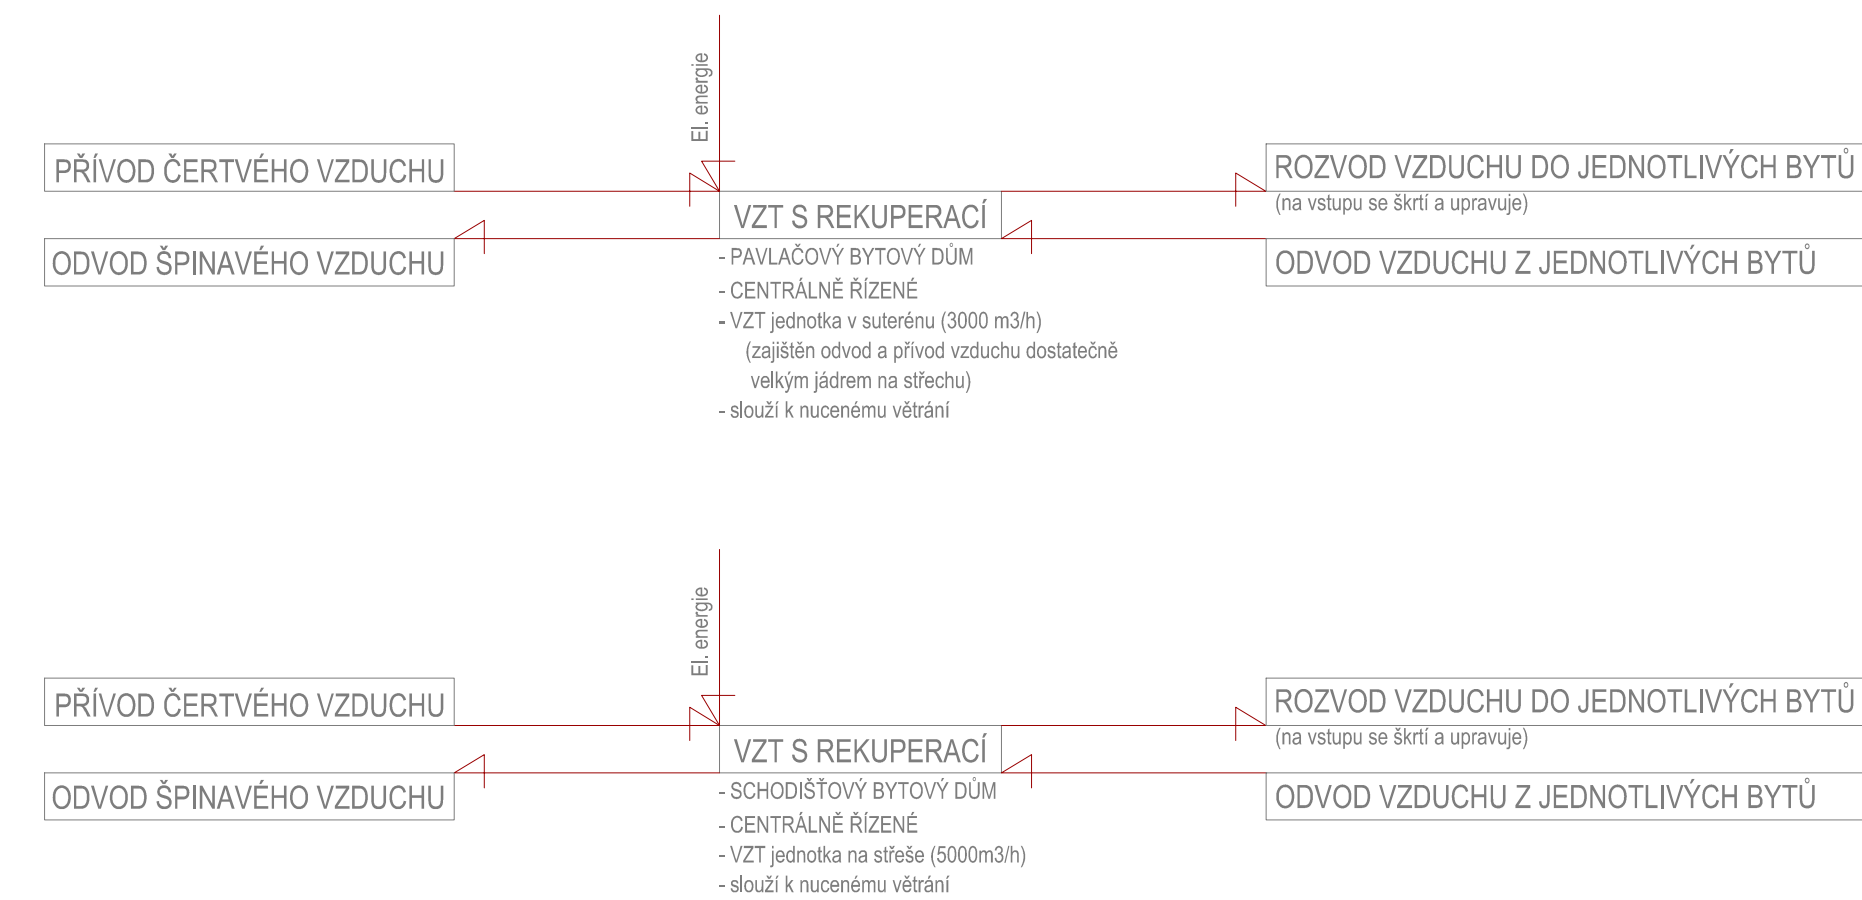 El. energie
PŘÍVOD ČERTVÉHO VZDUCHU
ROZVOD VZDUCHU DO JEDNOTLIVÝCH BYTŮ
(na vstupu se škrtí a upravuje)
VZT S REKUPERACÍ
ODVOD ŠPINAVÉHO VZDUCHU
ODVOD VZDUCHU Z JEDNOTLIVÝCH BYTŮ
- PAVLAČOVÝ BYTOVÝ DŮM
- CENTRÁLNĚ ŘÍZENÉ
- VZT jednotka v suterénu (3000 m3/h)
(zajištěn odvod a přívod vzduchu dostatečně
velkým jádrem na střechu)
- slouží k nucenému větrání
El. energie
PŘÍVOD ČERTVÉHO VZDUCHU
ROZVOD VZDUCHU DO JEDNOTLIVÝCH BYTŮ
(na vstupu se škrtí a upravuje)
VZT S REKUPERACÍ
ODVOD ŠPINAVÉHO VZDUCHU
ODVOD VZDUCHU Z JEDNOTLIVÝCH BYTŮ
- SCHODIŠŤOVÝ BYTOVÝ DŮM
- CENTRÁLNĚ ŘÍZENÉ
- VZT jednotka na střeše (5000m3/h)
- slouží k nucenému větrání